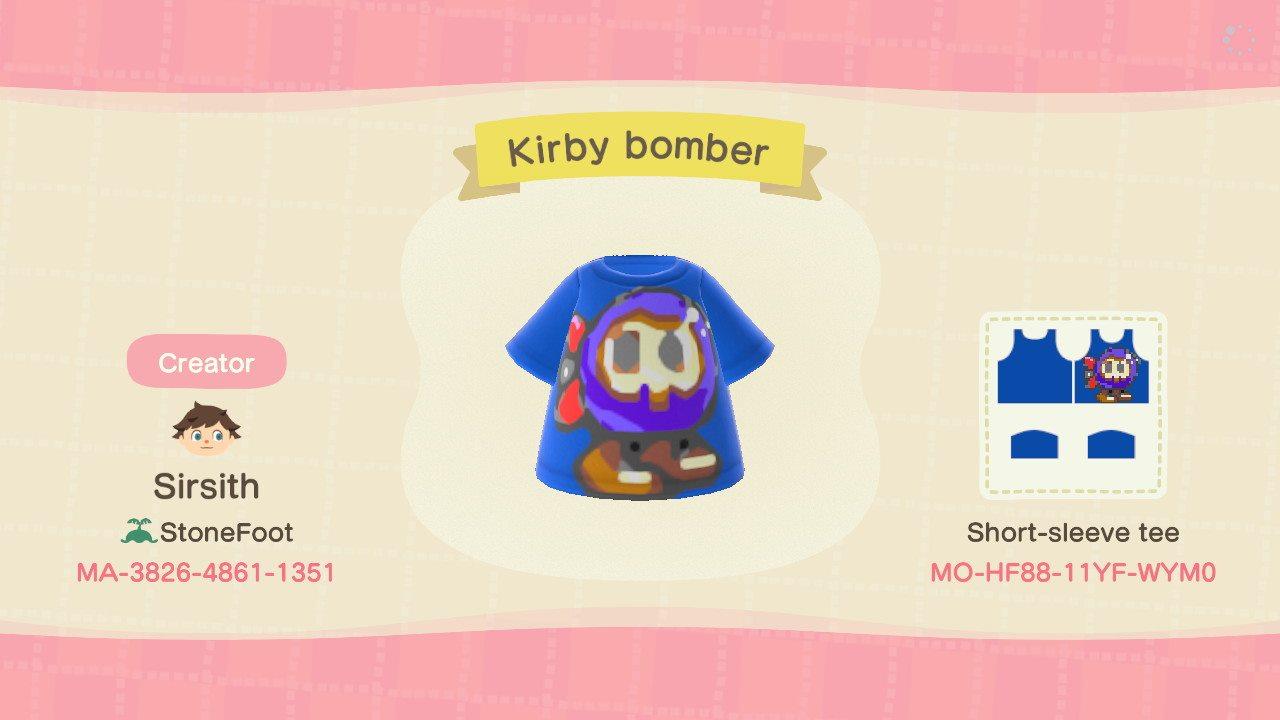 Kirby bomber
Creator
Sirsith
StoneFoot
MA-3826-4861-1351
Short-sleeve tee
MO-HF88-11YF-WYM0